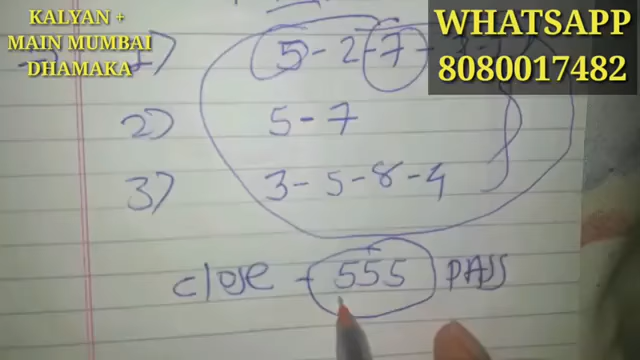 KALYAN +
MAIN MUMBAI
DHAMAKA
WHATSAPP
8080017482
5-2-7-
2) 5-7
3) 3-5-8-4
close - 555 PASS